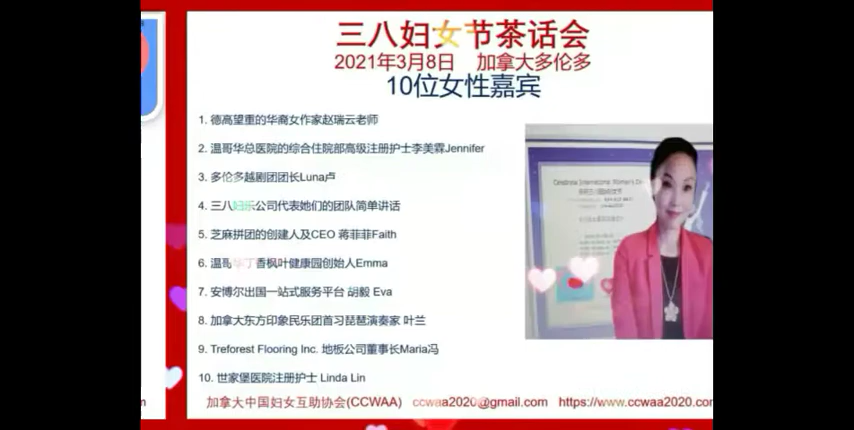 三八妇女节茶话会
2021年3月8日 加拿大多伦多
10位女性嘉宾
1. 德高望重的华裔女作家赵瑞云老师
2. 温哥华总医院的综合住院部高级注册护士李美霖Jennifer
3. 多伦多越剧团团长Luna卢
4. 三八妇乐公司代表她们的团队简单讲话
5. 芝麻拼团的创建人及CEO 蒋菲菲Faith
6. 温哥华丁香枫叶健康园创始人Emma
7. 安博尔出国一站式服务平台 胡毅 Eva
8. 加拿大东方印象民乐团首习琵琶演奏家 叶兰
9. Treforest Flooring Inc. 地板公司董事长Maria冯
10. 世家堡医院注册护士 Linda Lin
加拿大中国妇女互助协会(CCWAA) ccwaa2020@gmail.com https://www.ccwaa2020.cor